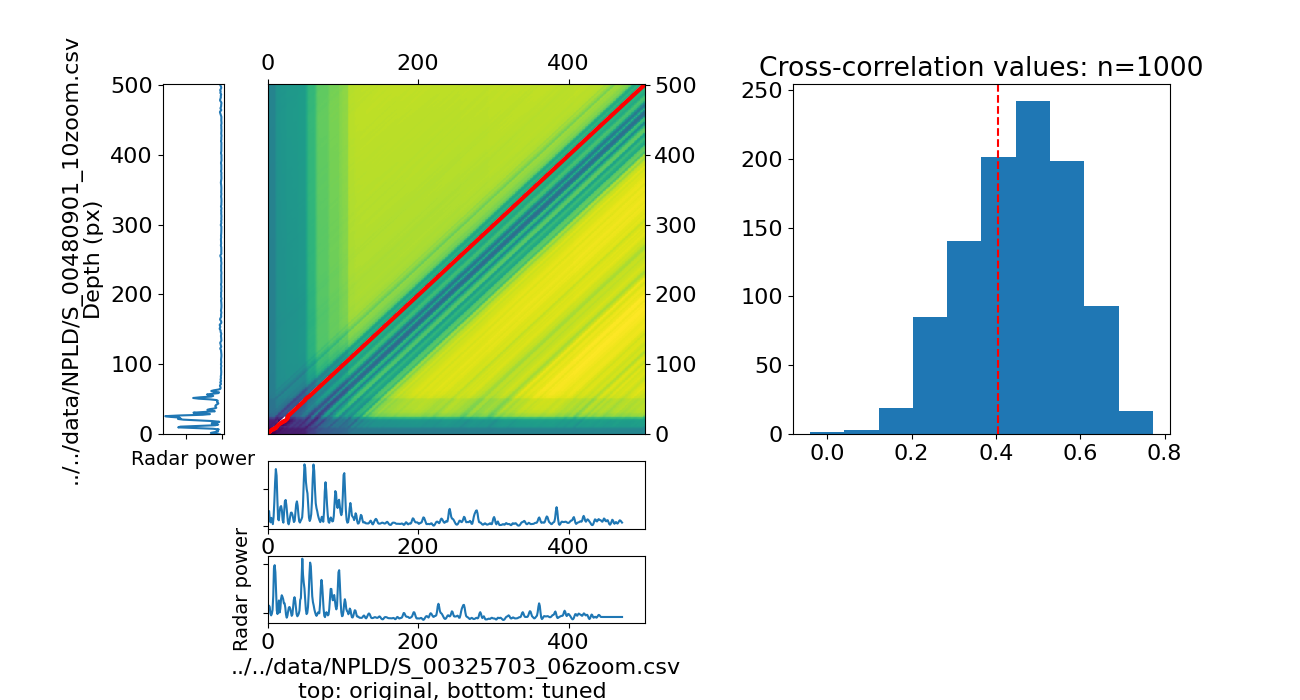 ../../data/NPLD/S_00480901_10zoom.csv
Depth (px)
500
400
300
200
100
0
Radar power
0 200 400
500
400
300
200
100
0
0 200 400
Radar power
0 200 400
../../data/NPLD/S_00325703_06zoom.csv
top: original, bottom: tuned
Cross-correlation values: n=1000
250
200
150
100
50
0
0.0 0.2 0.4 0.6 0.8